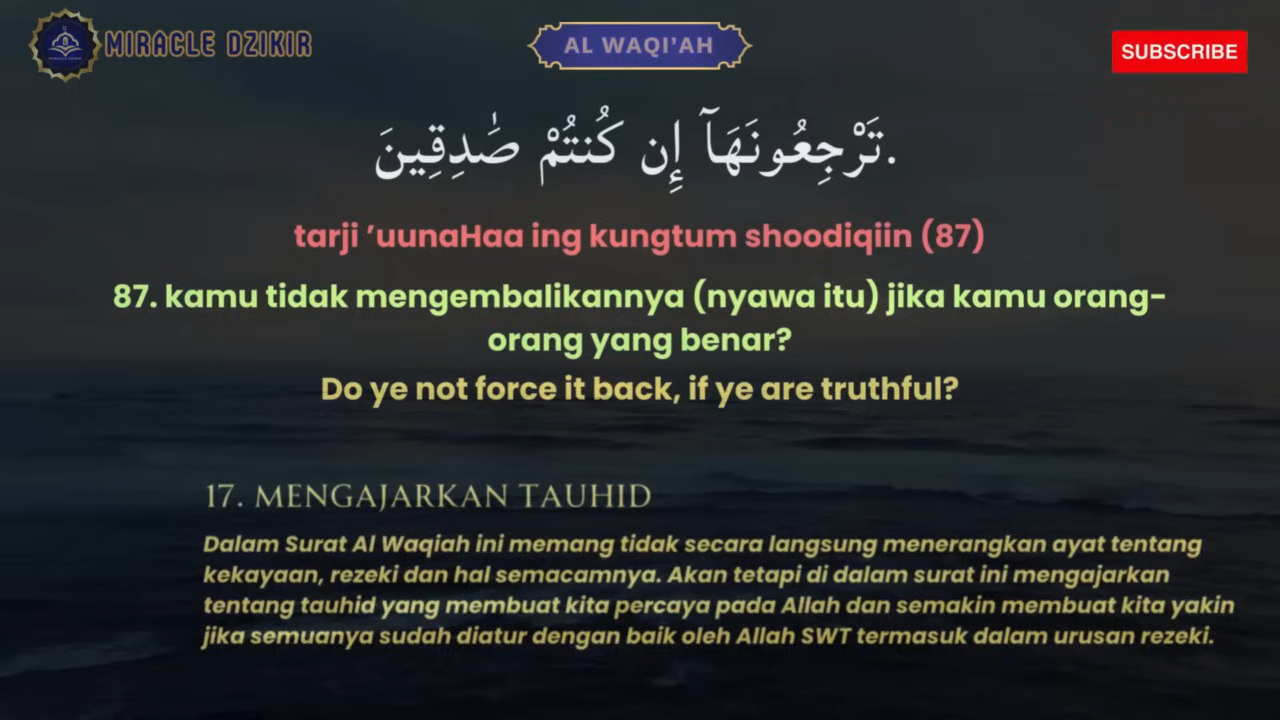 MIRACLE DZIKIR
AL WAQI'AH
SUBSCRIBE
تَرْجِعُونَهَآ إِن كُنتُمْ صَٰدِقِينَ.
tarji ’uunaHaa ing kungtum shoodiqiin (87)
87. kamu tidak mengembalikannya (nyawa itu) jika kamu orang-
orang yang benar?
Do ye not force it back, if ye are truthful?
17. MENGAJARKAN TAUHID
Dalam Surat Al Waqiah ini memang tidak secara langsung menerangkan ayat tentang
kekayaan, rezeki dan hal semacamnya. Akan tetapi di dalam surat ini mengajarkan
tentang tauhid yang membuat kita percaya pada Allah dan semakin membuat kita yakin
jika semuanya sudah diatur dengan baik oleh Allah SWT termasuk dalam urusan rezeki.